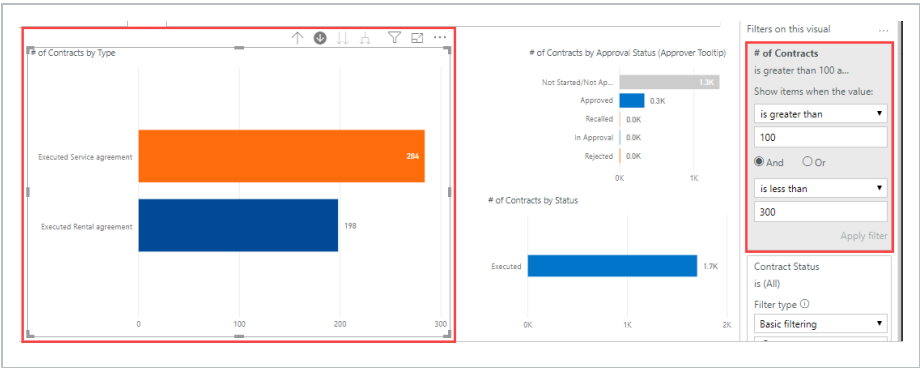 # of Contracts by Type
Executed Service agreement
284
Executed Rental agreement
198
0
100
200
300
# of Contracts by Approval Status (Approver Tooltip)
Not Started/Not Ap...
1.3K
Approved
0.3K
Recalled
0.0K
In Approval
0.0K
Rejected
0.0K
0K
1K
# of Contracts by Status
Executed
1.7K
0K
1K
2K
Filters on this visual
...
# of Contracts
is greater than 100 a...
Show items when the value:
is greater than
100
And
Or
is less than
300
Apply filter
Contract Status
is (All)
Filter type
Basic filtering